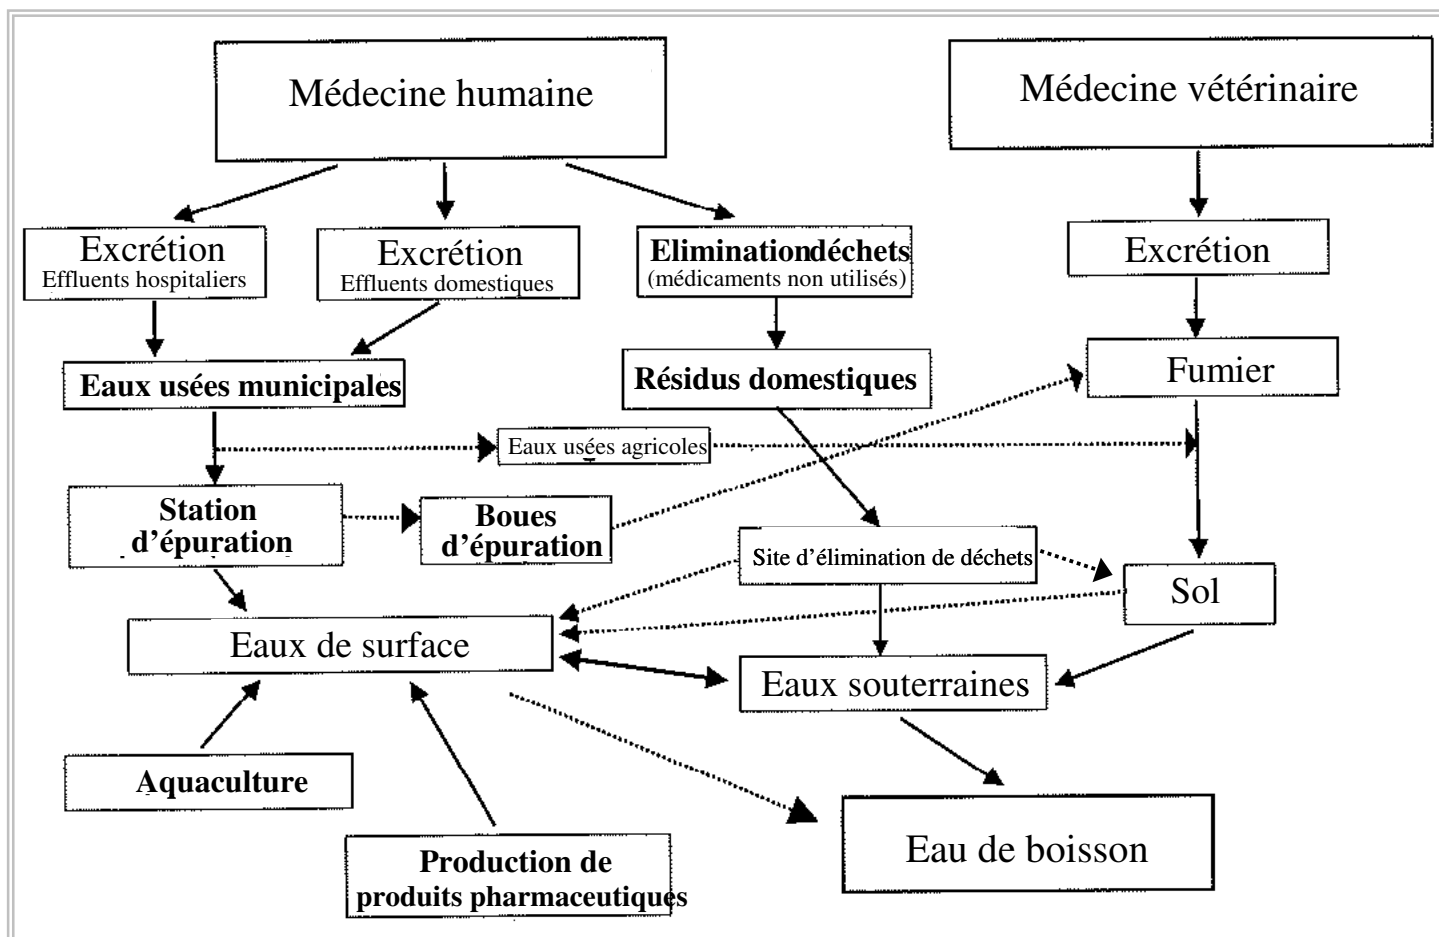 Médecine humaine
Médecine vétérinaire
Excrétion
Effluents hospitaliers
Excrétion
Effluents domestiques
Elimination déchets
(médicaments non utilisés)
Excrétion
Eaux usées municipales
Résidus domestiques
Fumier
Eaux usées agricoles
Station
d'épuration
Boues
d'épuration
Site d'élimination de déchets
Sol
Eaux de surface
Eaux souterraines
Aquaculture
Production de
produits pharmaceutiques
Eau de boisson